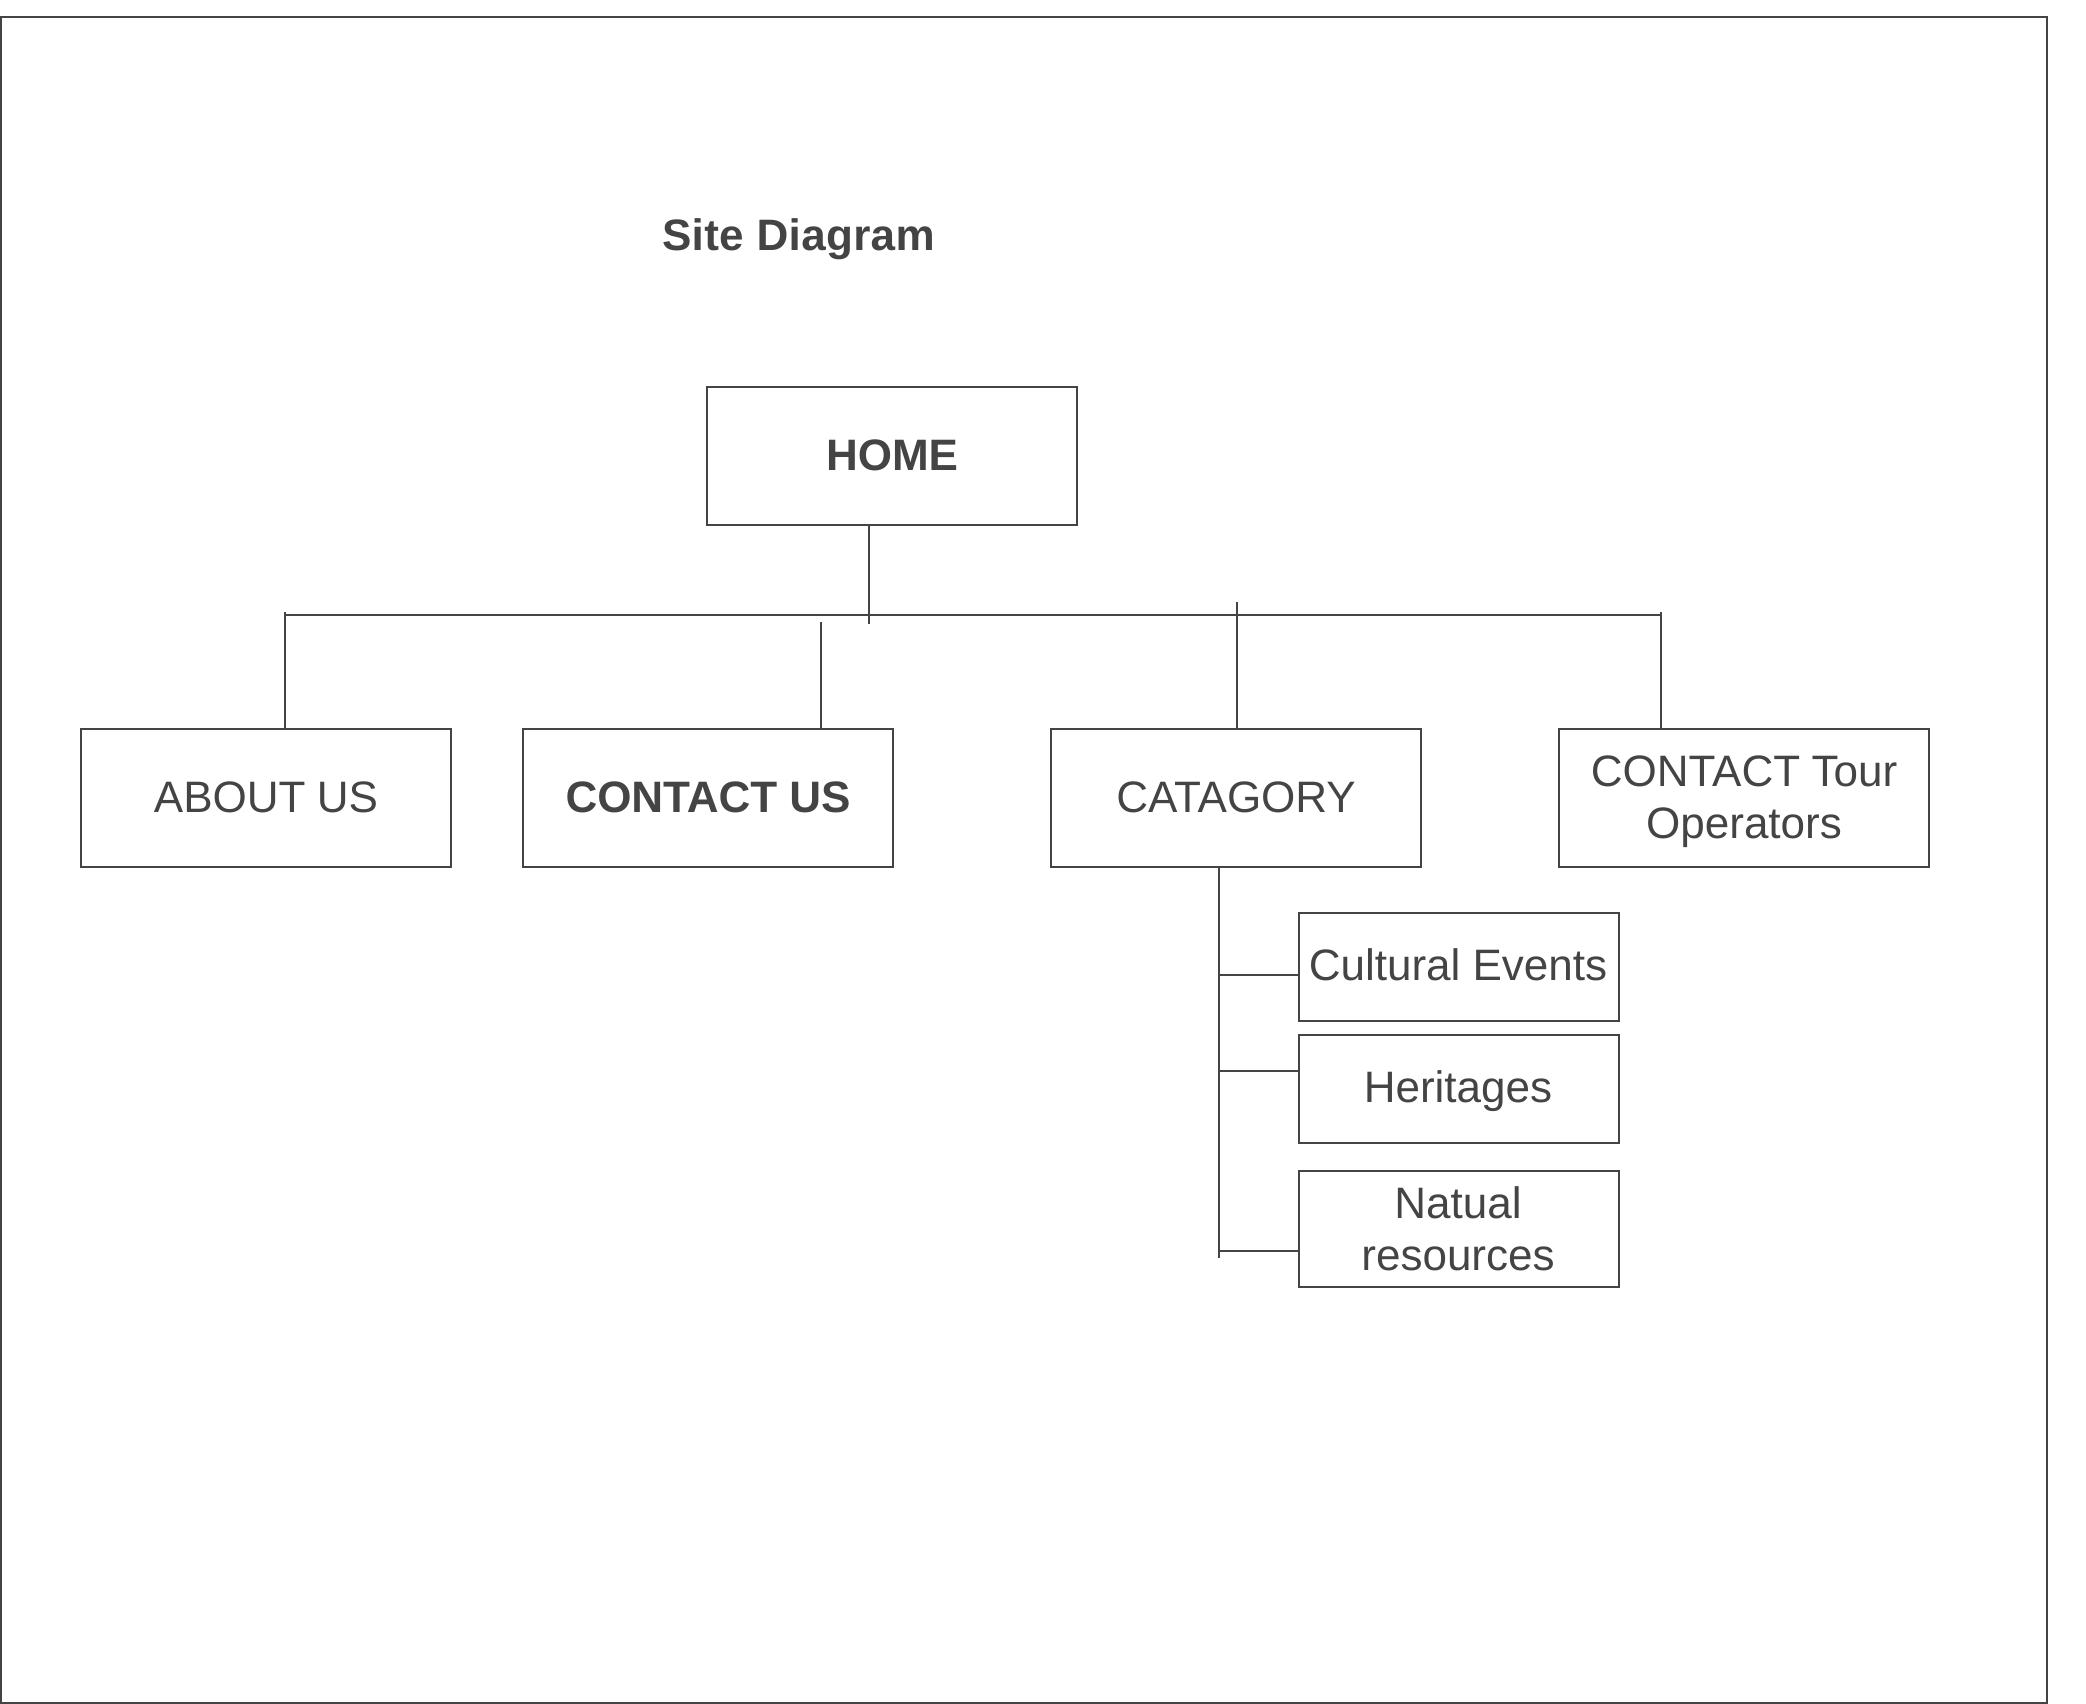 Site Diagram
HOME
ABOUT US
CONTACT US
CATAGORY
CONTACT Tour
Operators
Cultural Events
Heritages
Natual
resources